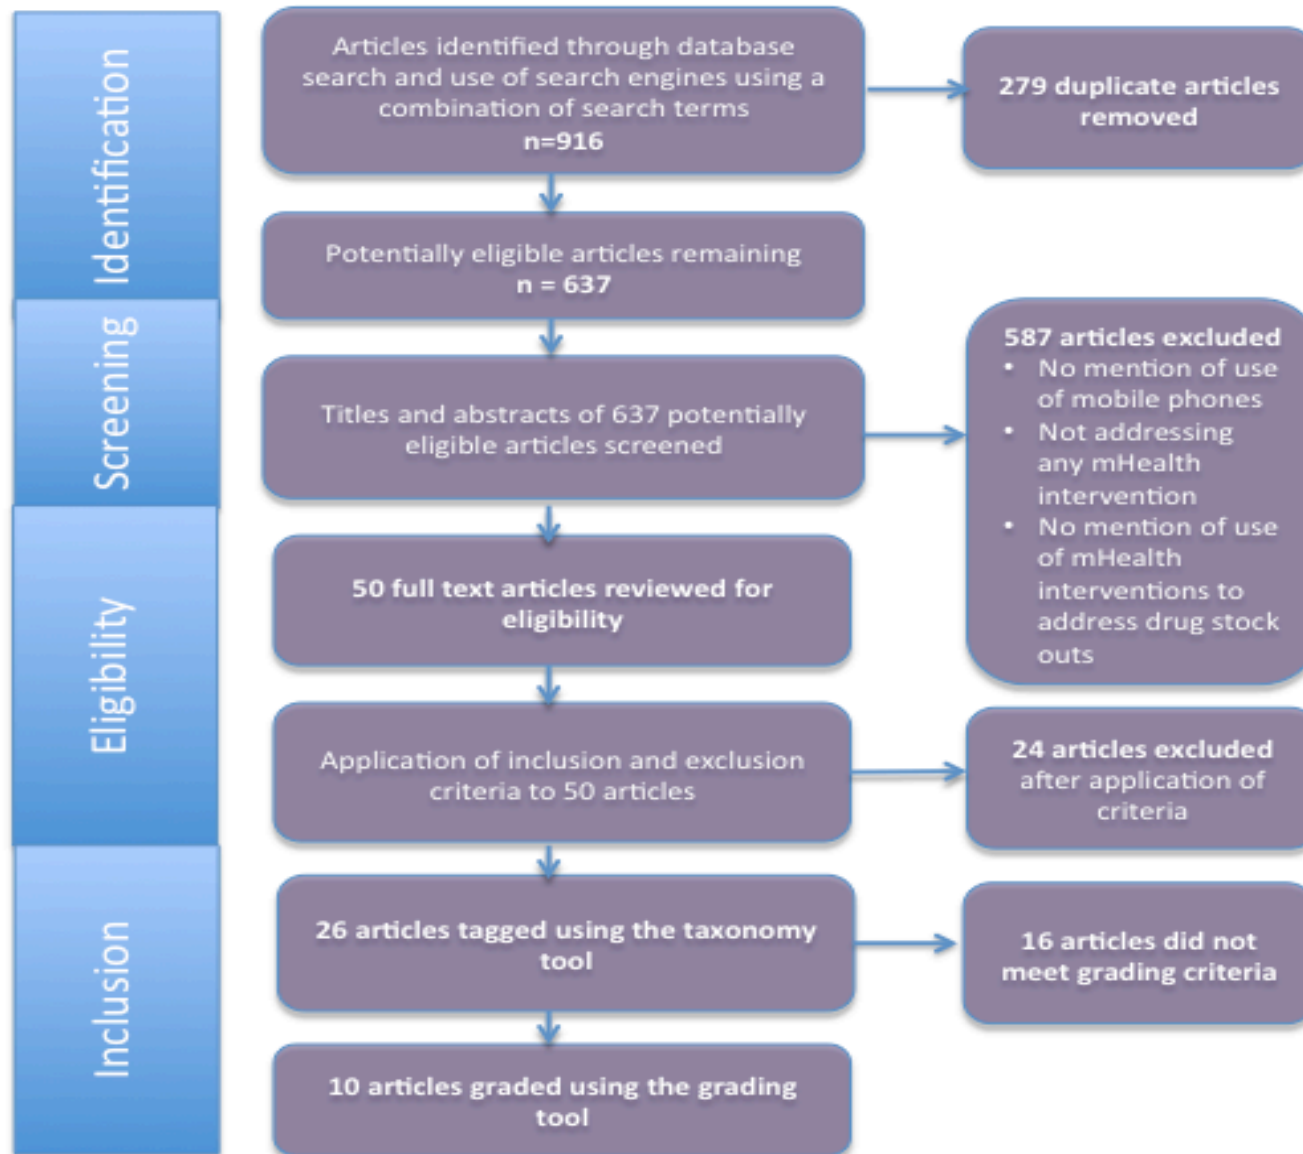 Identification
Articles identified through database
search and use of search engines using a
combination of search terms
n=916
279 duplicate articles
removed
Potentially eligible articles remaining
n = 637
Screening
Titles and abstracts of 637 potentially
eligible articles screened
587 articles excluded
• No mention of use
of mobile phones
• Not addressing
any mHealth
intervention
• No mention of use
of mHealth
interventions to
address drug stock
outs
Eligibility
50 full text articles reviewed for
eligibility
Application of inclusion and exclusion
criteria to 50 articles
24 articles excluded
after application of
criteria
Inclusion
26 articles tagged using the taxonomy
tool
16 articles did not
meet grading criteria
10 articles graded using the grading
tool